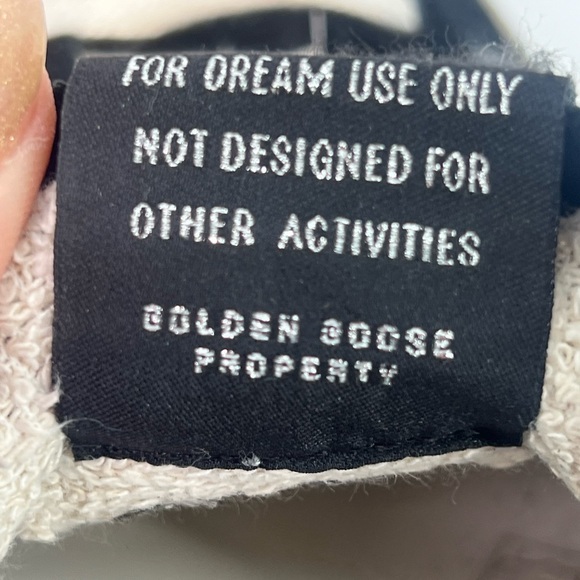 FOR DREAM USE ONLY
NOT DESIGNED FOR
OTHER ACTIVITIES
GOLDEN GOOSE
PROPERTY